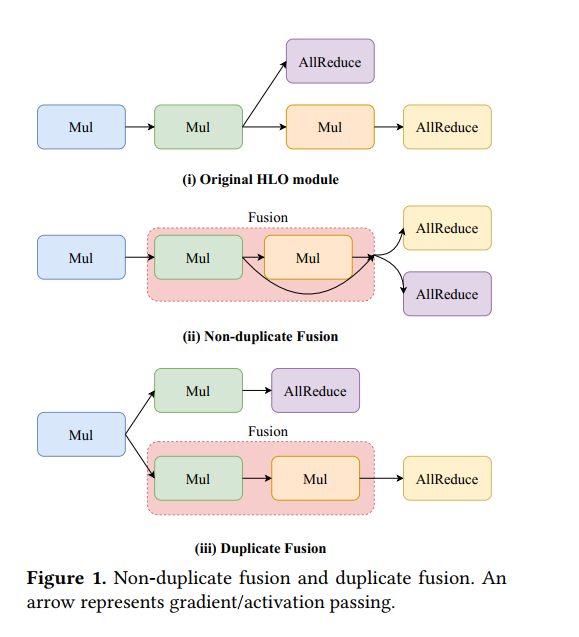 AllReduce
Mul Mul Mul AllReduce
(i) Original HLO module
Fusion
AllReduce
Mul Mul Mul
AllReduce
(ii) Non-duplicate Fusion
Mul AllReduce
Mul
Fusion
Mul Mul AllReduce
(iii) Duplicate Fusion
Figure 1. Non-duplicate fusion and duplicate fusion. An
arrow represents gradient/activation passing.